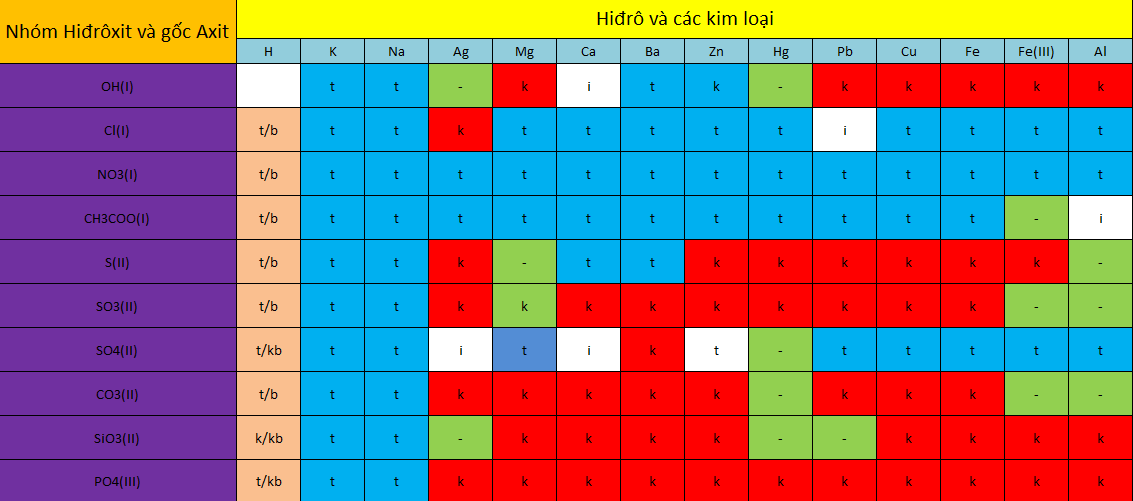 Nhóm Hiđrôxit và gốc Axit
Hiđrô và các kim loại
H K Na Ag Mg Ca Ba Zn Hg Pb Cu Fe Fe(III) Al
OH(I) t t - k i t k - k k k k k
Cl(I) t/b t t k t t t t t i t t t t
NO3(I) t/b t t t t t t t t t t t t t
CH3COO(I) t/b t t t t t t t t t t t - i
S(II) t/b t t k - t t k k k k k k -
SO3(II) t/b t t k k k k k k k k k - -
SO4(II) t/kb t t i t i k t - t t t t t
CO3(II) t/b t t k k k k k - k k k - -
SiO3(II) k/kb t t - k k k k - - k k k k
PO4(III) t/kb t t k k k k k k k k k k k